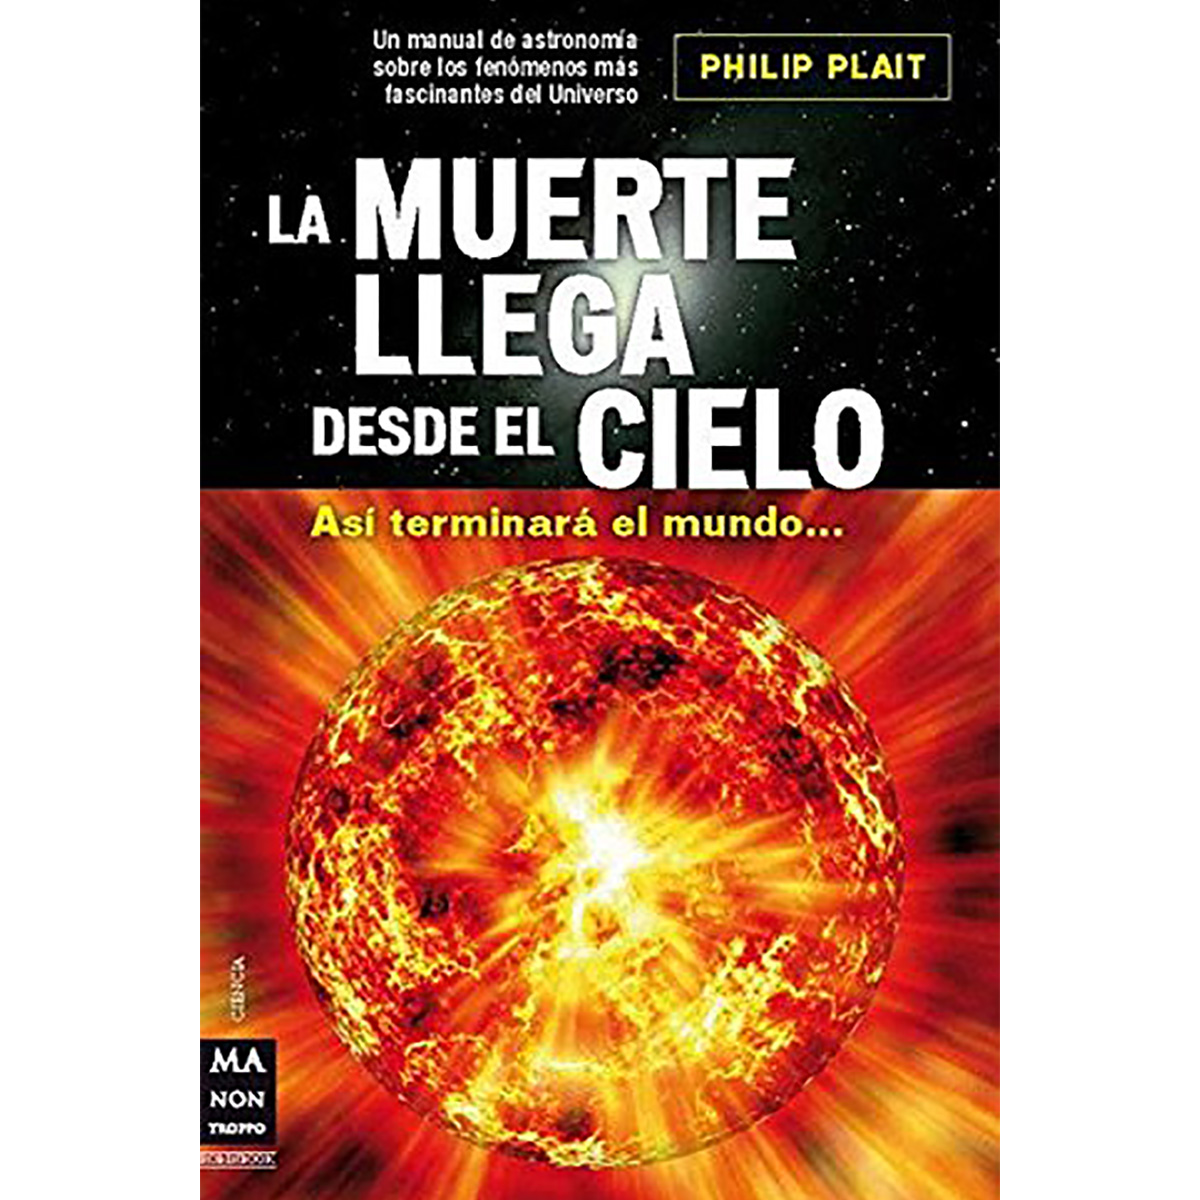 Un manual de astronomía
sobre los fenómenos más
fascinantes del Universo
PHILIP PLAIT
LA MUERTE
LLEGA
DESDE EL CIELO
Así terminará el mundo...
CIENCIA
MA
NON
TROPPO